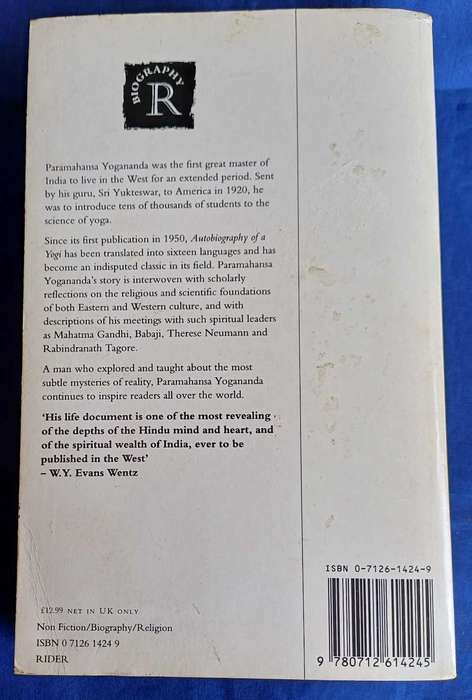 BIOGRAPHY
R
Paramahansa Yogananda was the first great master of
India to live in the West for an extended period. Sent
by his guru, Sri Yukteswar, to America in 1920, he
was to introduce tens of thousands of students to the
science of yoga.
Since its first publication in 1950, Autobiography of a
Yogi has been translated into sixteen languages and has
become an indisputed classic in its field. Paramahansa
Yogananda's story is interwoven with scholarly
reflections on the religious and scientific foundations
of both Eastern and Western culture, and with
descriptions of his meetings with such spiritual leaders
as Mahatma Gandhi, Babaji, Therese Neumann and
Rabindranath Tagore.
A man who explored and taught about the most
subtle mysteries of reality, Paramahansa Yogananda
continues to inspire readers all over the world.
'His life document is one of the most revealing
of the depths of the Hindu mind and heart, and
of the spiritual wealth of India, ever to be
published in the West'
– W.Y. Evans Wentz
£12.99 NET IN UK ONLY
Non Fiction/Biography/Religion
ISBN 0 7126 1424 9
RIDER
ISBN 0-7126-1424-9
9 780712 614245